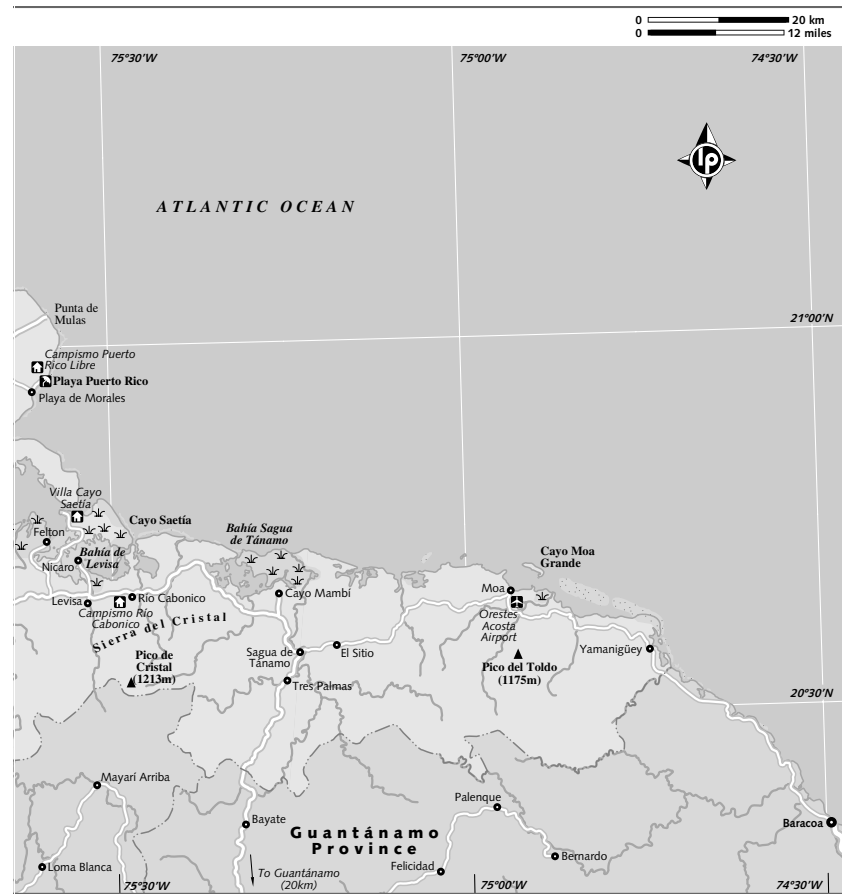 0 20 km
0 12 miles
75°30'W
75°00'W
74°30'W
lp
ATLANTIC OCEAN
Punta de
Mulas
21°00'N
Campismo Puerto
Rico Libre
Playa Puerto Rico
Playa de Morales
Villa Cayo
Saetía
Cayo Saetía
Bahía Sagua
de Tánamo
Felton
Bahía de
Levisa
Nicaro
Cayo Moa
Grande
Levisa
Río Cabonico
Cayo Mambí
Moa
Campismo Río
Cabonico
Orestes
Acosta
Airport
Sierra del Cristal
Pico de
Cristal
(1213m)
Sagua de
Tánamo
El Sitio
Pico del Toldo
(1175m)
Yamanigüey
Tres Palmas
20°30'N
Mayarí Arriba
Palenque
Bayate
Guantánamo
Province
Baracoa
Loma Blanca
To Guantánamo
(20km)
Felicidad
Bernardo
75°30'W
75°00'W
74°30'W